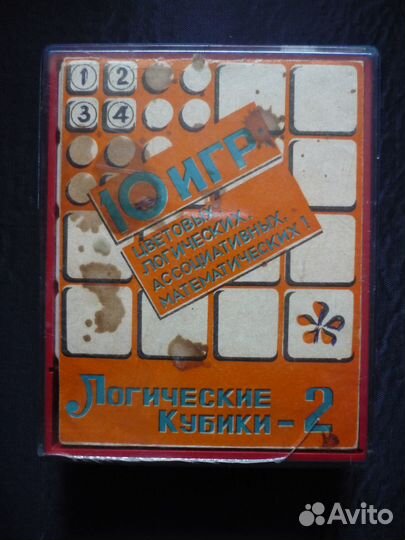 1 2
3 4
10 ИГР
ЦВЕТОВЫХ,
ЛОГИЧЕСКИХ,
АССОЦИАТИВНЫХ,
МАТЕМАТИЧЕСКИХ!
ЛОГИЧЕСКИЕ
КУБИКИ-2
Avito